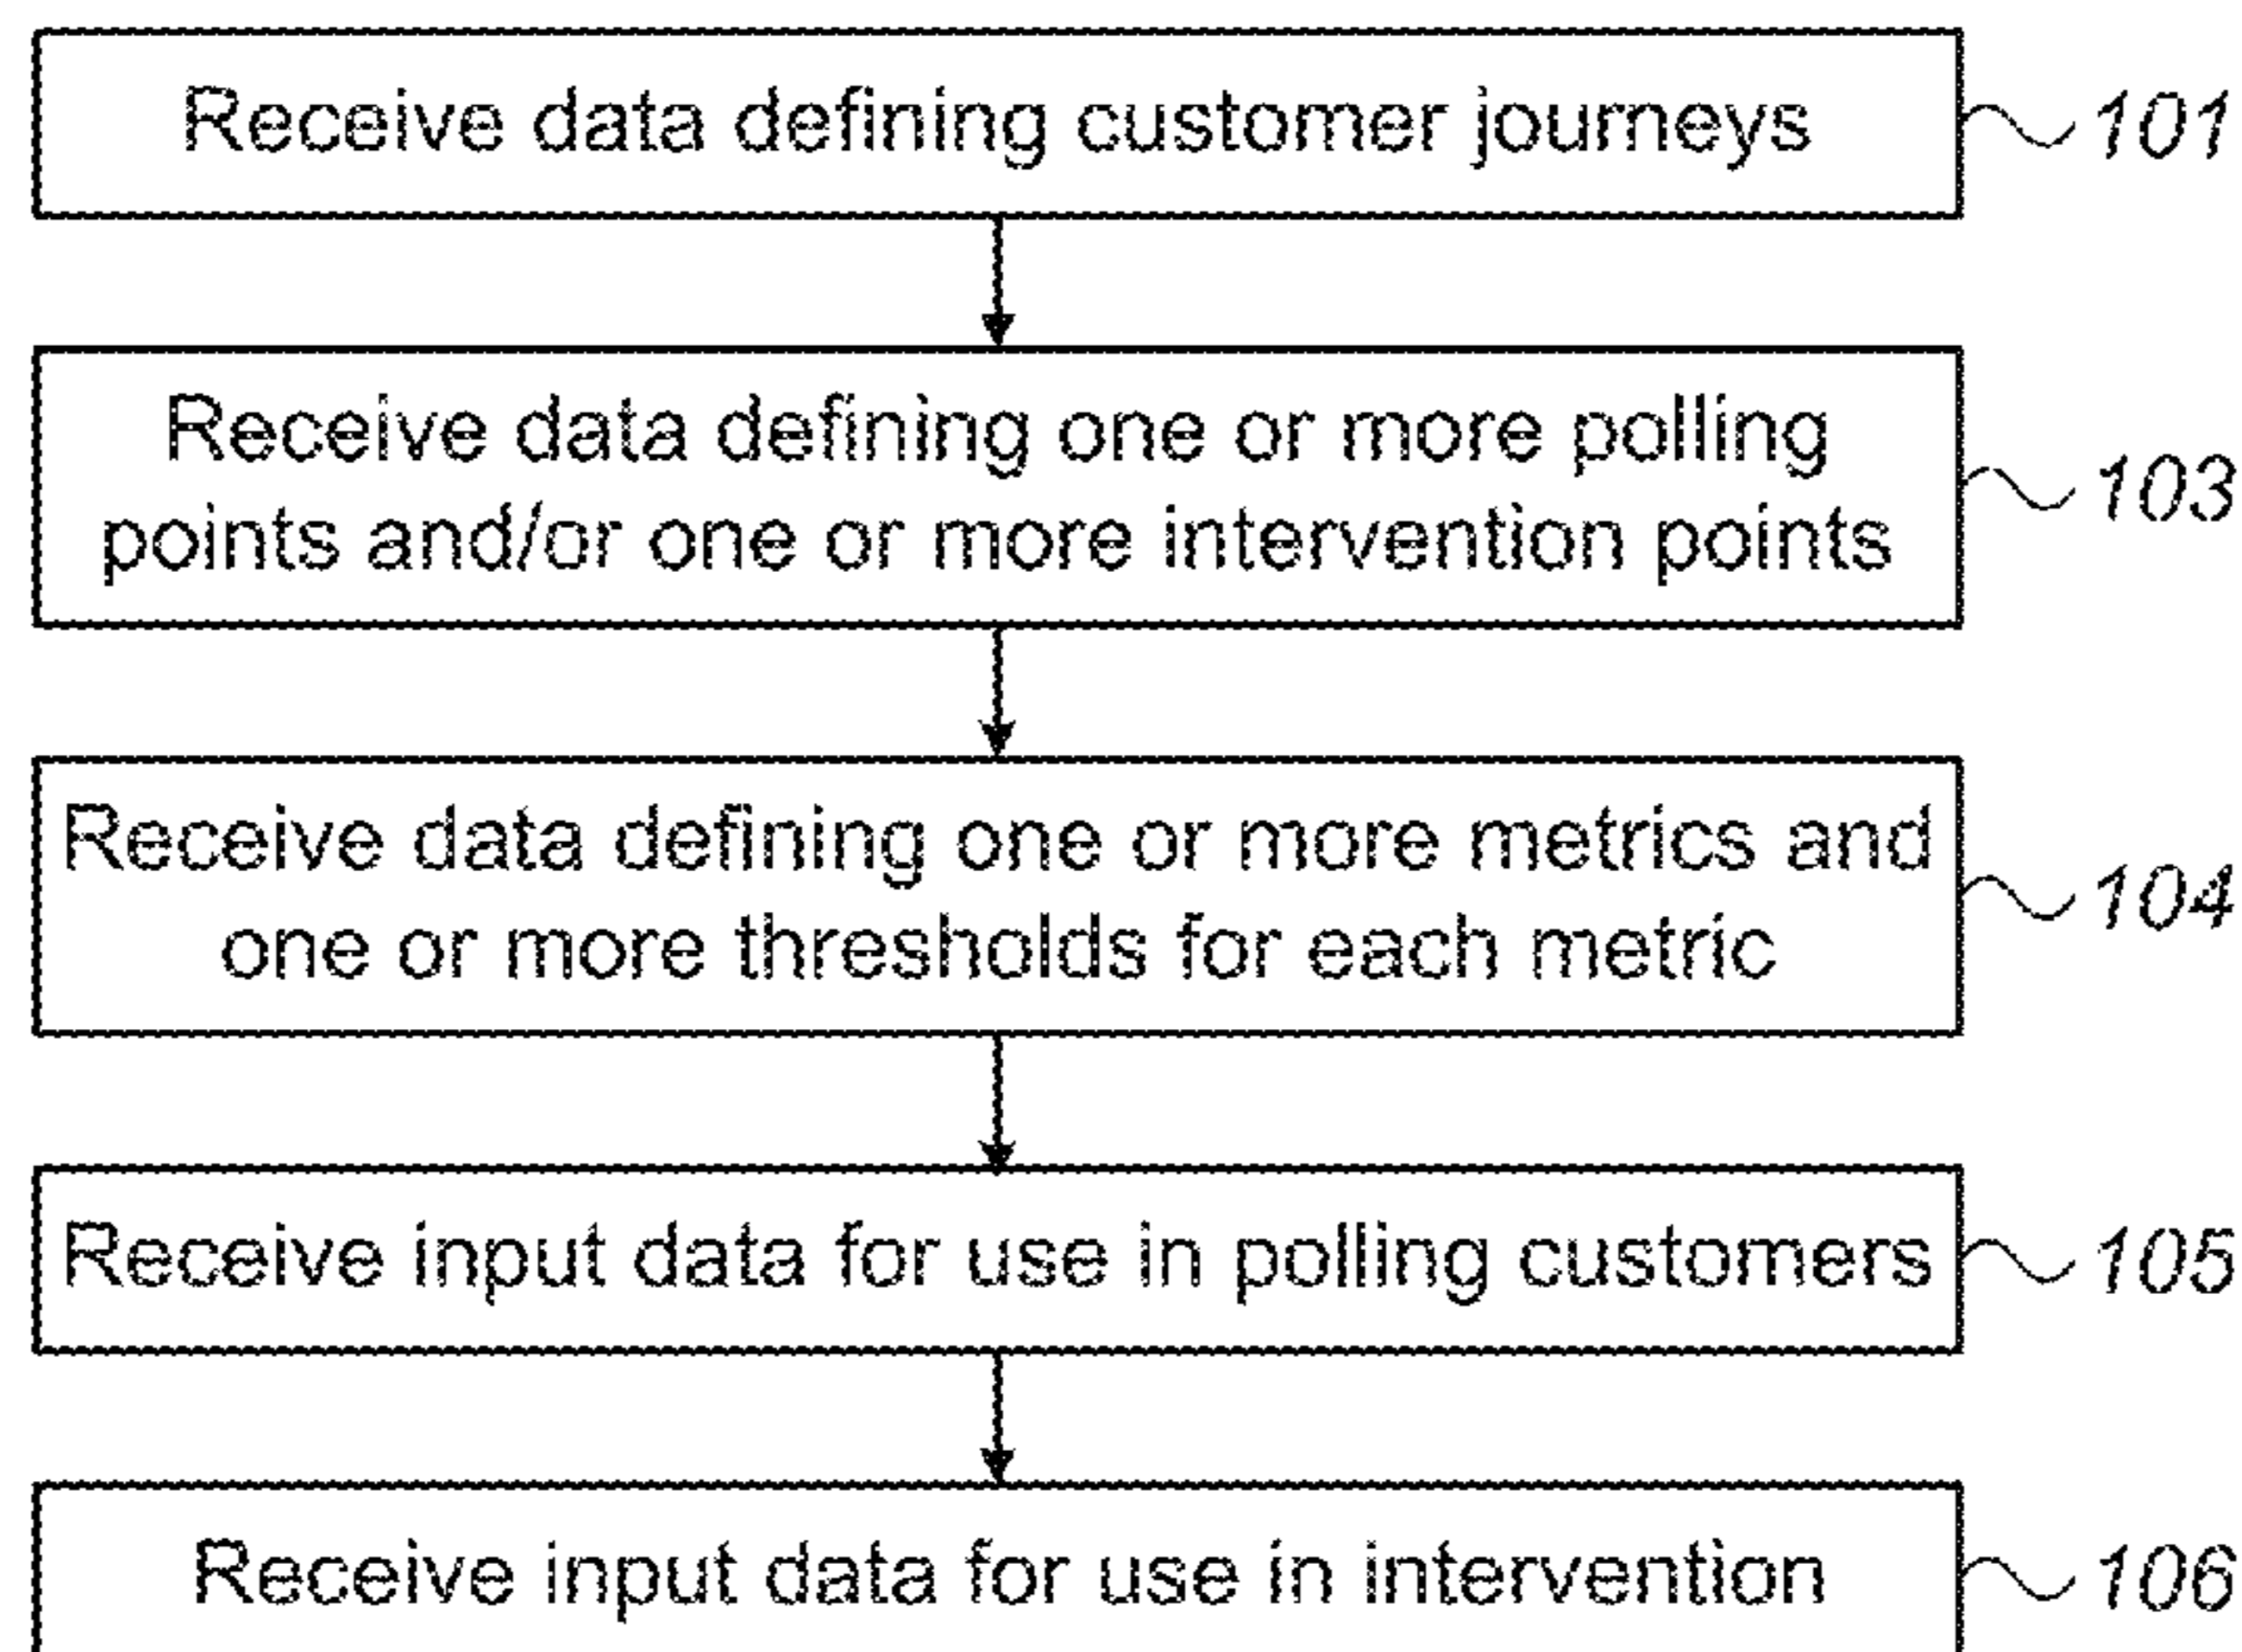 Receive data defining customer journeys
101
Receive data defining one or more polling
points and/or one or more intervention points
103
Receive data defining one or more metrics and
one or more thresholds for each metric
104
Receive input data for use in polling customers
105
Receive input data for use in intervention
106